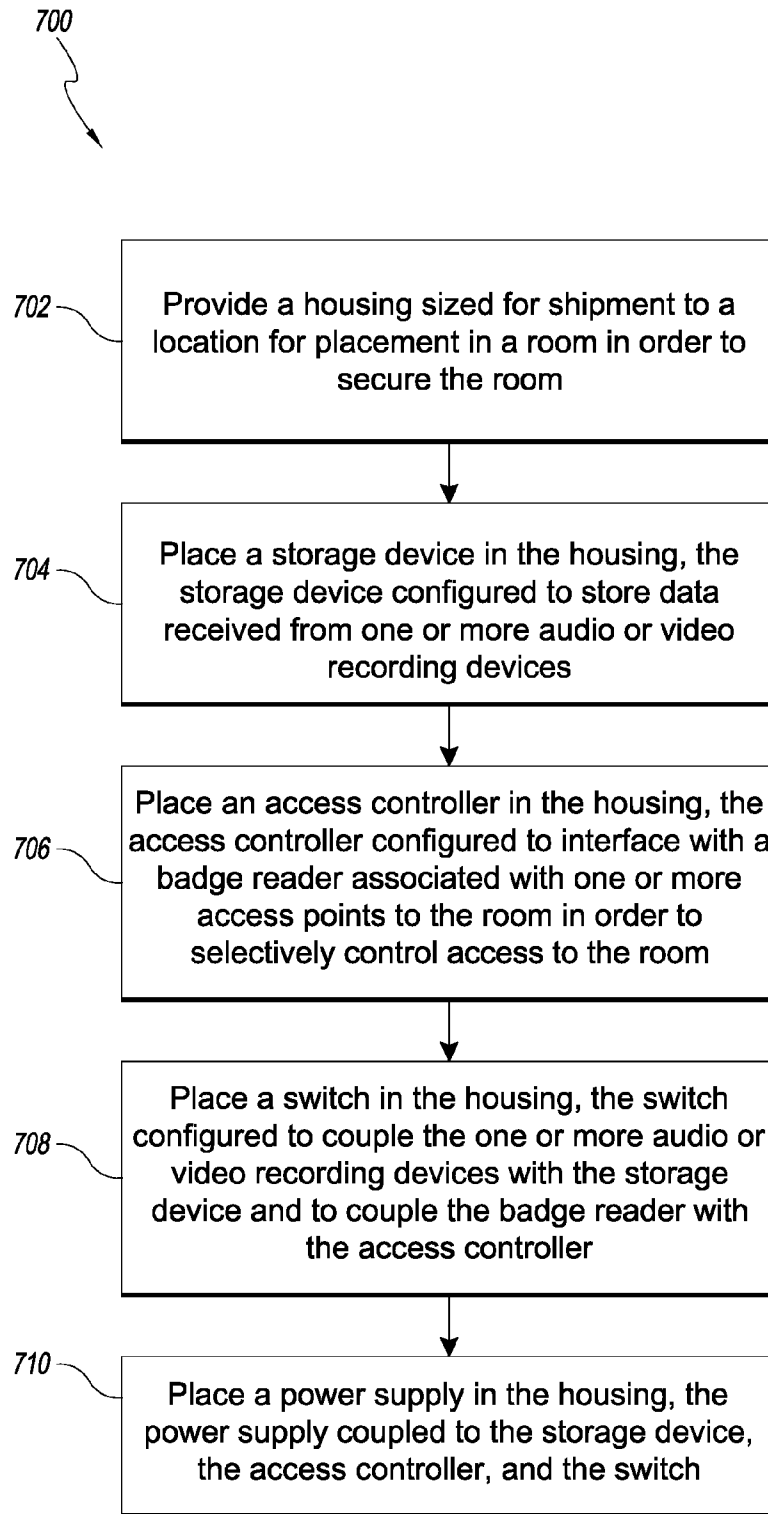 700
702
Provide a housing sized for shipment to a
location for placement in a room in order to
secure the room
704
Place a storage device in the housing, the
storage device configured to store data
received from one or more audio or video
recording devices
706
Place an access controller in the housing, the
access controller configured to interface with a
badge reader associated with one or more
access points to the room in order to
selectively control access to the room
708
Place a switch in the housing, the switch
configured to couple the one or more audio or
video recording devices with the storage
device and to couple the badge reader with
the access controller
710
Place a power supply in the housing, the
power supply coupled to the storage device,
the access controller, and the switch